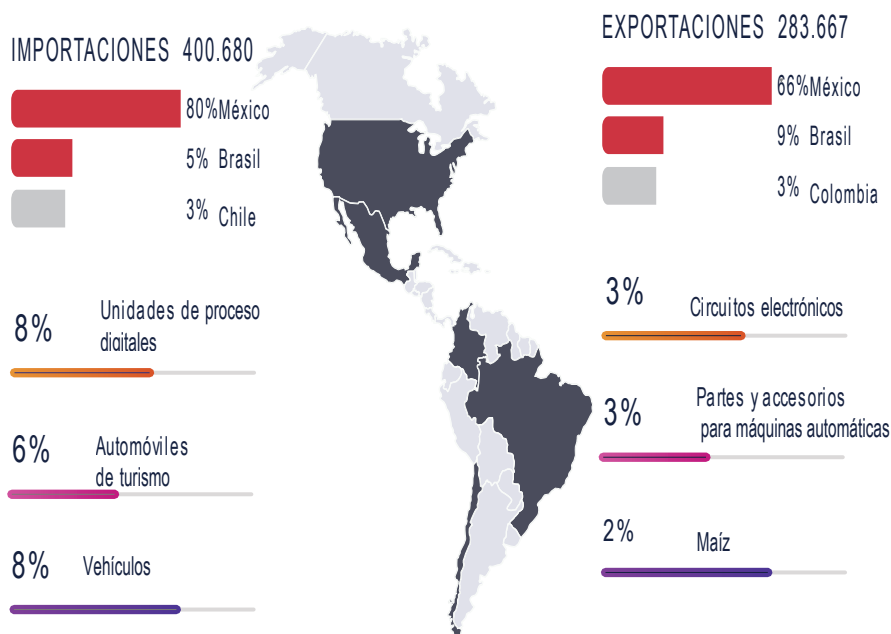 IMPORTACIONES 400.680
80% México
5% Brasil
3% Chile
8% Unidades de proceso
digitales
6% Automóviles
de turismo
8% Vehículos
EXPORTACIONES 283.667
66% México
9% Brasil
3% Colombia
3% Circuitos electrónicos
3% Partes y accesorios
para máquinas automáticas
2% Maíz